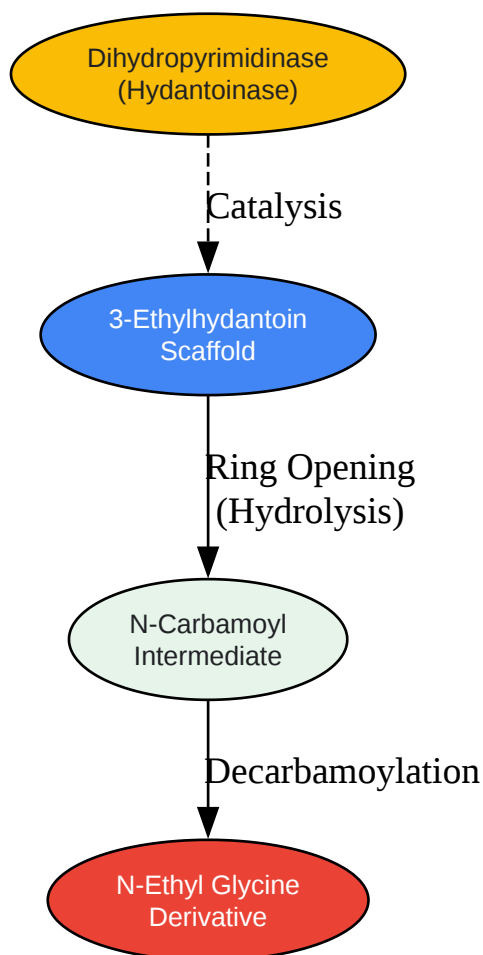 Dihydropyrimidinase
(Hydantoinase)
Catalysis
3-Ethylhydantoin
Scaffold
Ring Opening
(Hydrolysis)
N-Carbamoyl
Intermediate
Decarbamoylation
N-Ethyl Glycine
Derivative